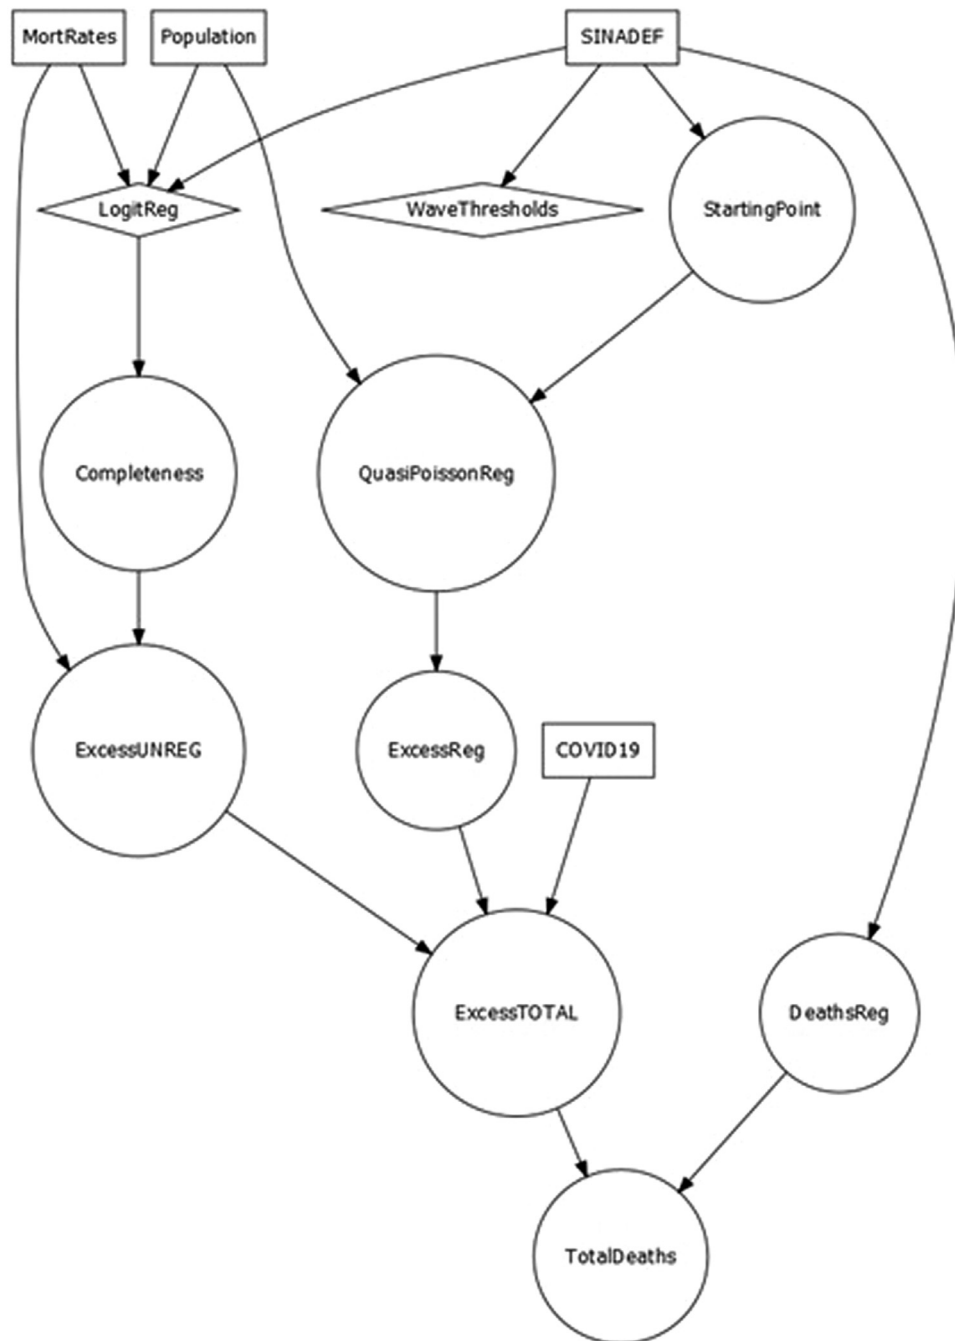 MortRates
Population
SINADEF
LogitReg
WaveThresholds
StartingPoint
Completeness
QuasiPoissonReg
ExcessUNREG
ExcessReg
COVID19
ExcessTOTAL
DeathsReg
TotalDeaths